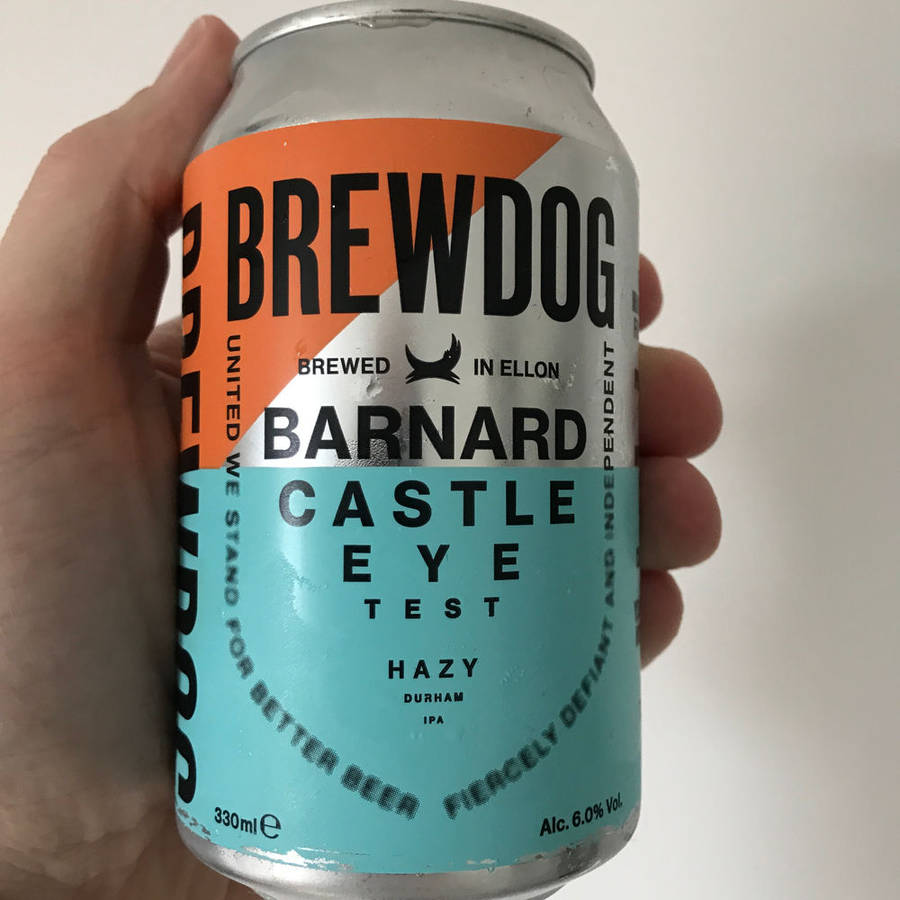 BREWDOG
BREWED IN ELLON
BARNARD
CASTLE
EYE
TEST
HAZY
DURHAM
IPA
UNITED WE STAND FOR BETTER BEER
FIERCELY DEFIANT AND INDEPENDENT
330ml e
Alc. 6.0% Vol.
BREWDOG